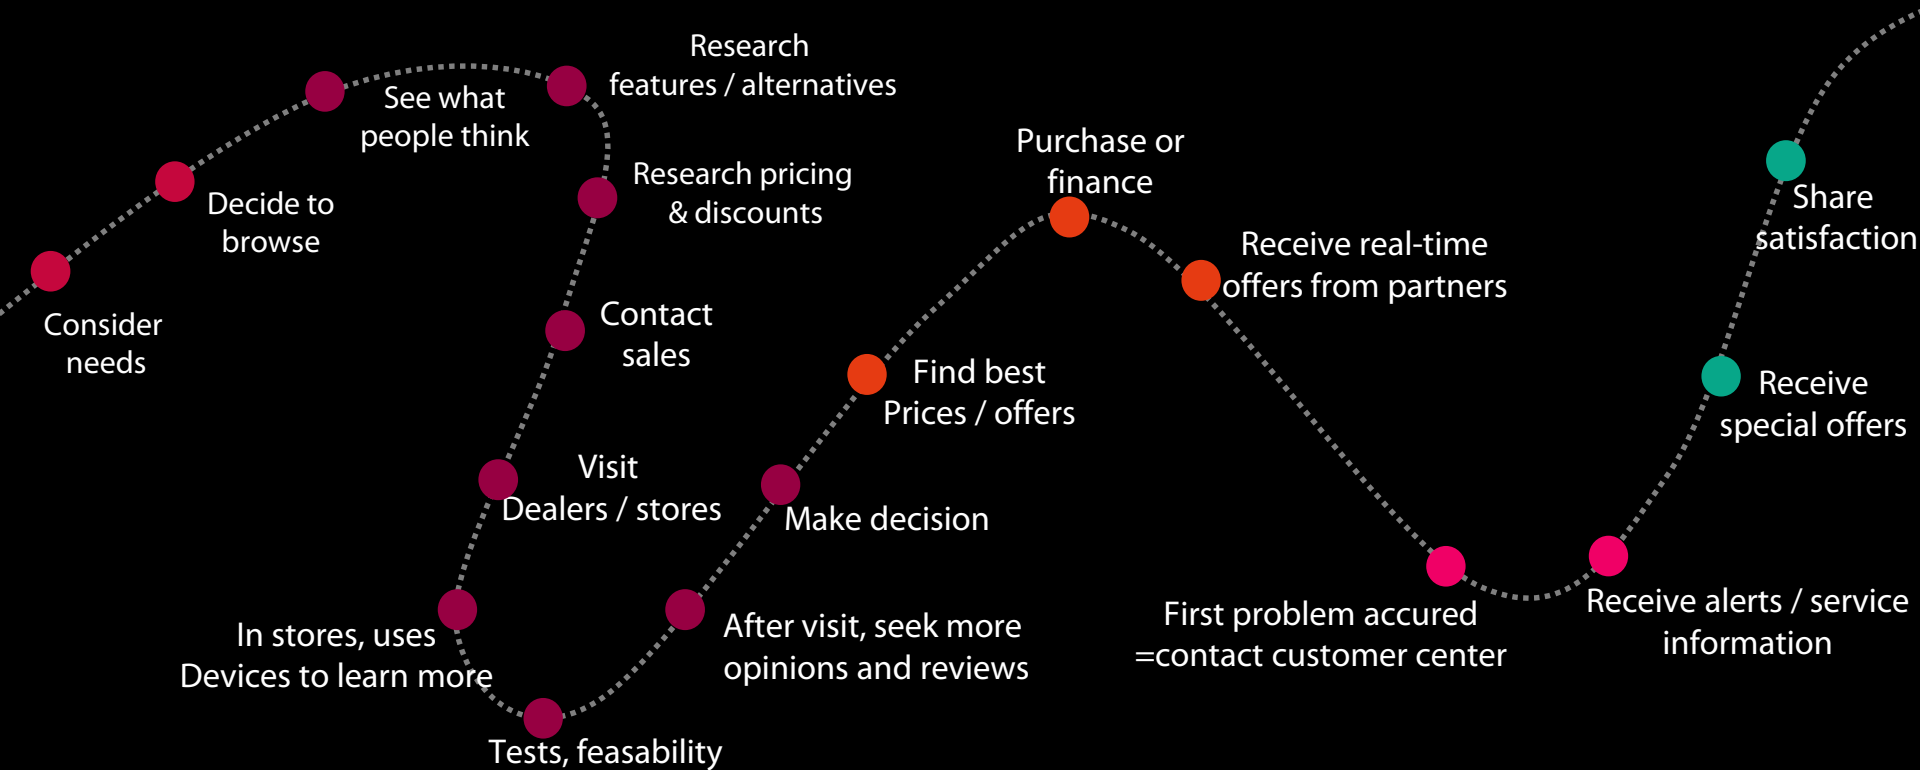 Consider
needs
Decide to
browse
See what
people think
Research
features / alternatives
Research pricing
& discounts
Contact
sales
Visit
Dealers / stores
In stores, uses
Devices to learn more
Tests, feasability
After visit, seek more
opinions and reviews
Make decision
Find best
Prices / offers
Purchase or
finance
Receive real-time
offers from partners
First problem accured
=contact customer center
Receive alerts / service
information
Receive
special offers
Share
satisfaction